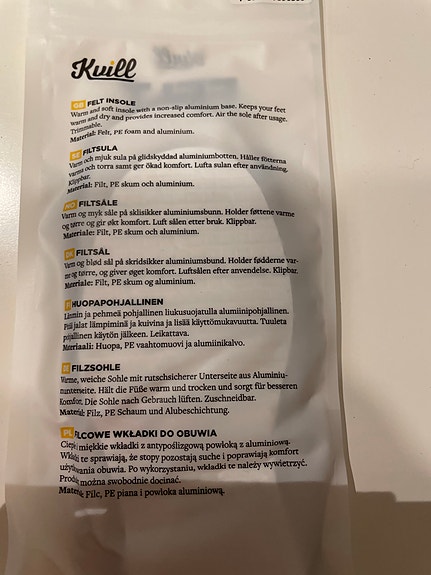 Kvill
GB FELT INSOLE
Warm and soft insole with a non-slip aluminium base. Keeps your feet
warm and dry and provides increased comfort. Air the sole after usage.
Trimmable.
Material: Felt, PE foam and aluminium.
SE FILTSULA
Varm och mjuk sula på glidskyddad aluminiumbotten. Håller fötterna
varma och torra samt ger ökad komfort. Lufta sulan efter användning.
Klippbar.
Material: Filt, PE skum och aluminium.
NO FILTSÅLE
Varm og myk såle på sklisikker aluminiumsbunn. Holder føttene varme
og tørre og gir økt komfort. Luft sålen etter bruk. Klippbar.
Materiale: Filt, PE skum och aluminium.
DK FILTSÅL
Varm og blød sål på skridsikker aluminiumsbund. Holder fødderne var-
me og tørre, og giver øget komfort. Luftsålen efter anvendelse. Klipbar.
Materiale: Filt, PE skum og aluminium.
FI HUOPAPOHJALLINEN
Lämmin ja pehmeä pohjallinen liukusuojatulla alumiinipohjallinen.
Pitä jalat lämpiminä ja kuivina ja lisää käyttömukavuutta. Tuuleta
pohjallinen käytön jälkeen. Leikattava.
Materiaali: Huopa, PE vaahtomuovi ja alumiinikalvo.
DE FILZSOHLE
Warme, weiche Sohle mit rutschsicherer Unterseite aus Aluminiu-
munterseite. Hält die Füße warm und trocken und sorgt für besseren
Komfort. Die Sohle nach Gebrauch lüften. Zuschneidbar.
Material: Filz, PE Schaum und Alubeschichtung.
PL FILCOWE WKŁADKI DO OBUWIA
Ciepłe i miękkie wkładki z antypoślizgową powłoką z aluminiową.
Wkładki te sprawiają, że stopy pozostają suche i poprawiają komfort
użytkowania obuwia. Po wykorzystaniu, wkładki te należy wywietrzyć.
Produkt można swobodnie docinać.
Materiał: Filc, PE piana i powłoka aluminiową.